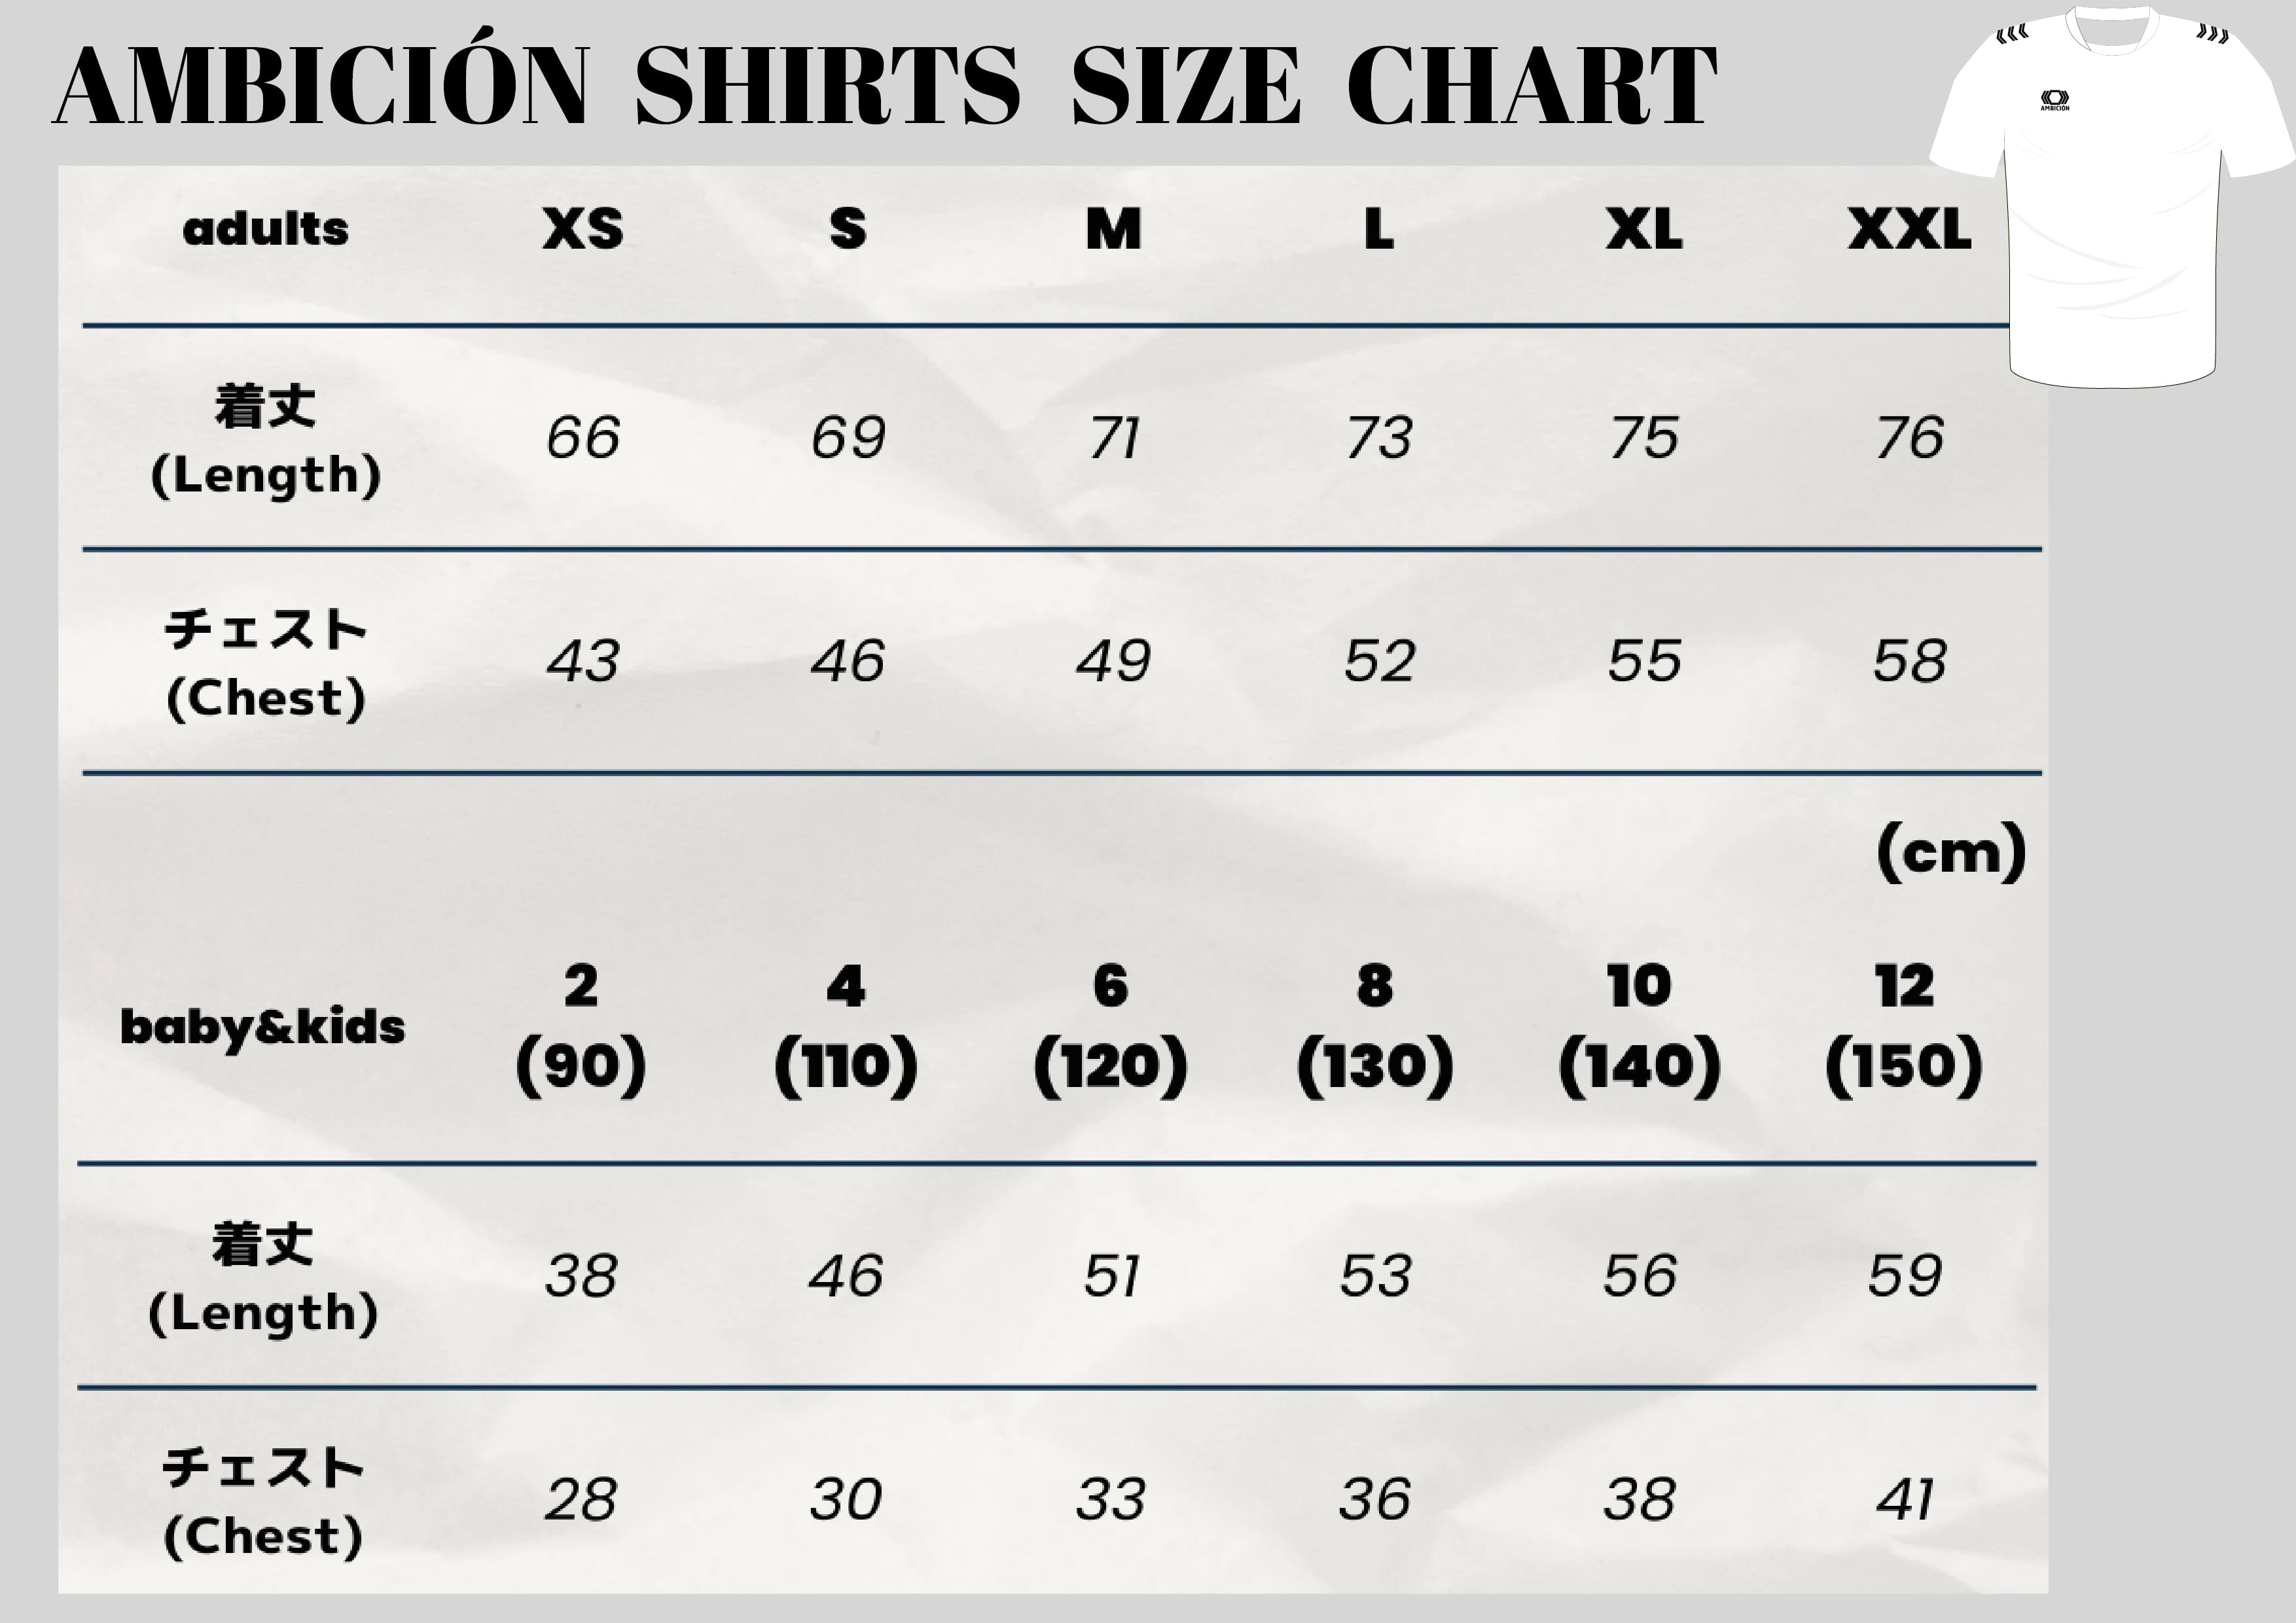 AMBICIÓN SHIRTS SIZE CHART
AMBICIÓN
adults XS S M L XL XXL
着丈
(Length) 66 69 71 73 75 76
チェスト
(Chest) 43 46 49 52 55 58
(cm)
baby&kids 2 4 6 8 10 12
(90) (110) (120) (130) (140) (150)
着丈
(Length) 38 46 51 53 56 59
チェスト
(Chest) 28 30 33 36 38 41